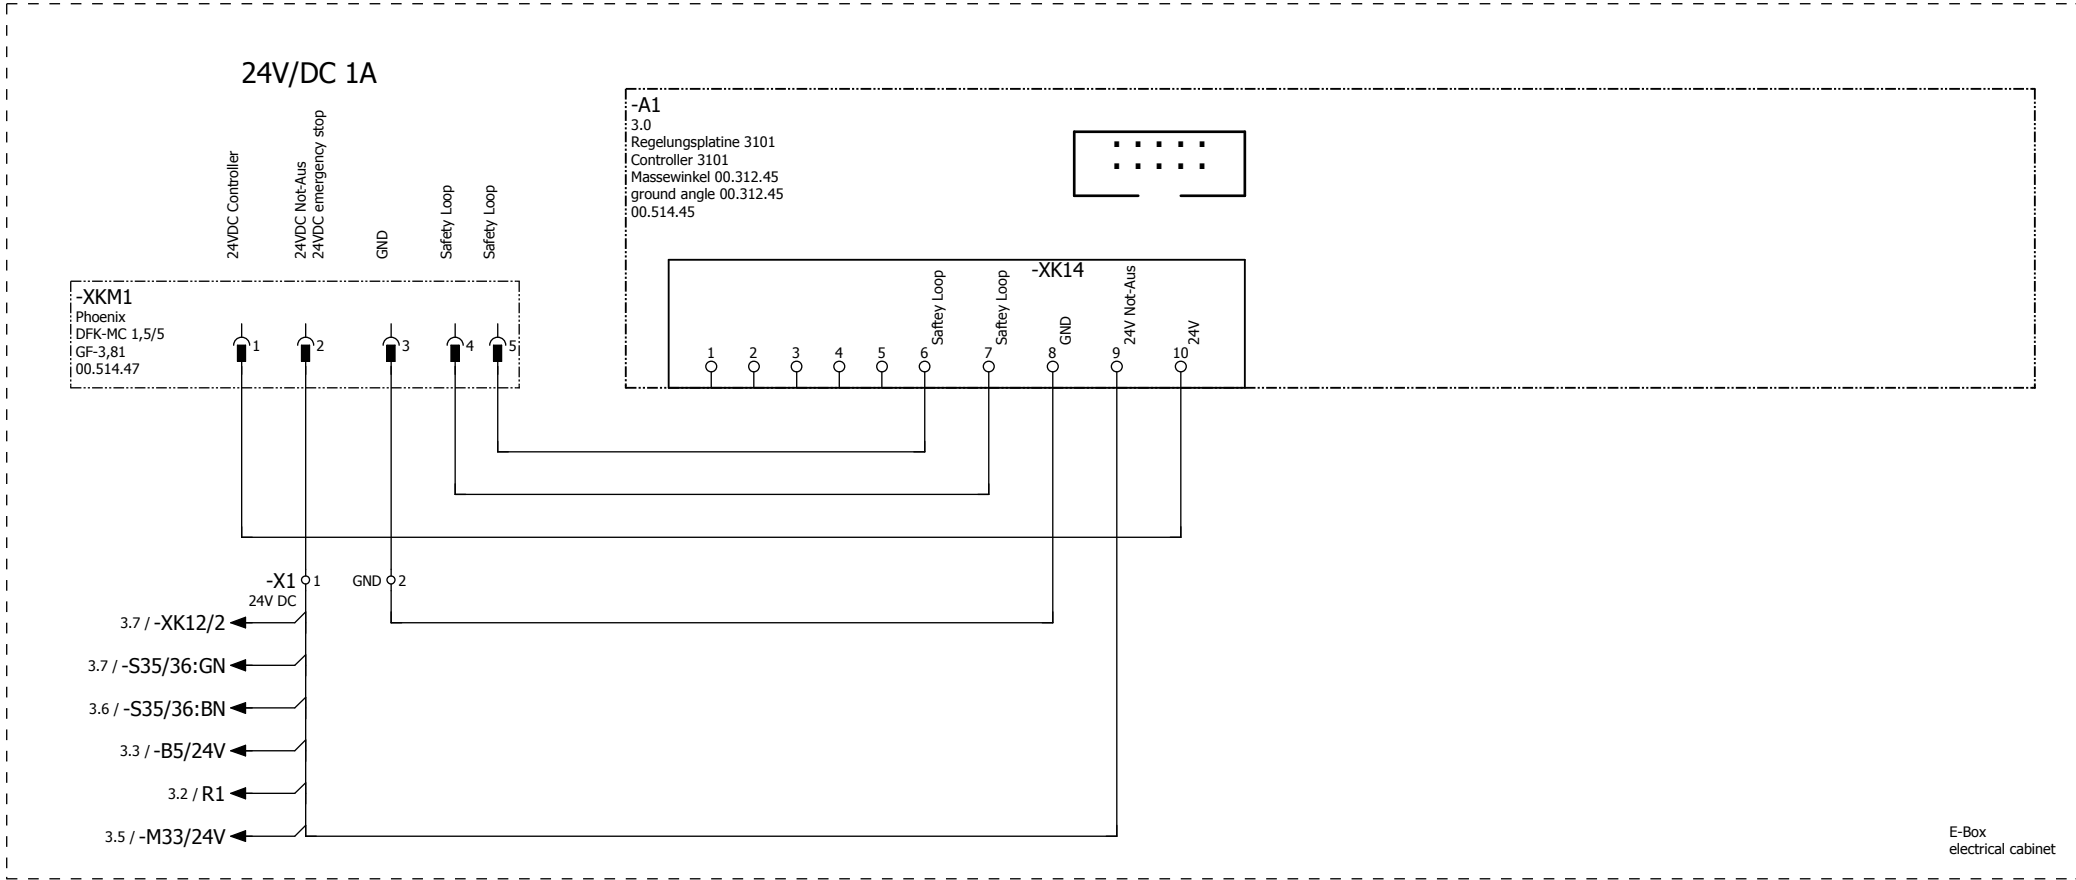 24V/DC 1A
24VDC Controller
24VDC Not-Aus
24VDC emergency stop
GND
Safety Loop
Safety Loop
-XKM1
Phoenix
DFK-MC 1,5/5
GF-3,81
00.514.47
1
2
3
4
5
-A1
3.0
Regelungsplatine 3101
Controller 3101
Massewinkel 00.312.45
ground angle 00.312.45
00.514.45
-XK14
Saftey Loop
Saftey Loop
GND
24V Not-Aus
24V
1
2
3
4
5
6
7
8
9
10
-X1
1
24V DC
GND
2
3.7 / -XK12/2
3.7 / -S35/36:GN
3.6 / -S35/36:BN
3.3 / -B5/24V
3.2 / R1
3.5 / -M33/24V
E-Box
electrical cabinet